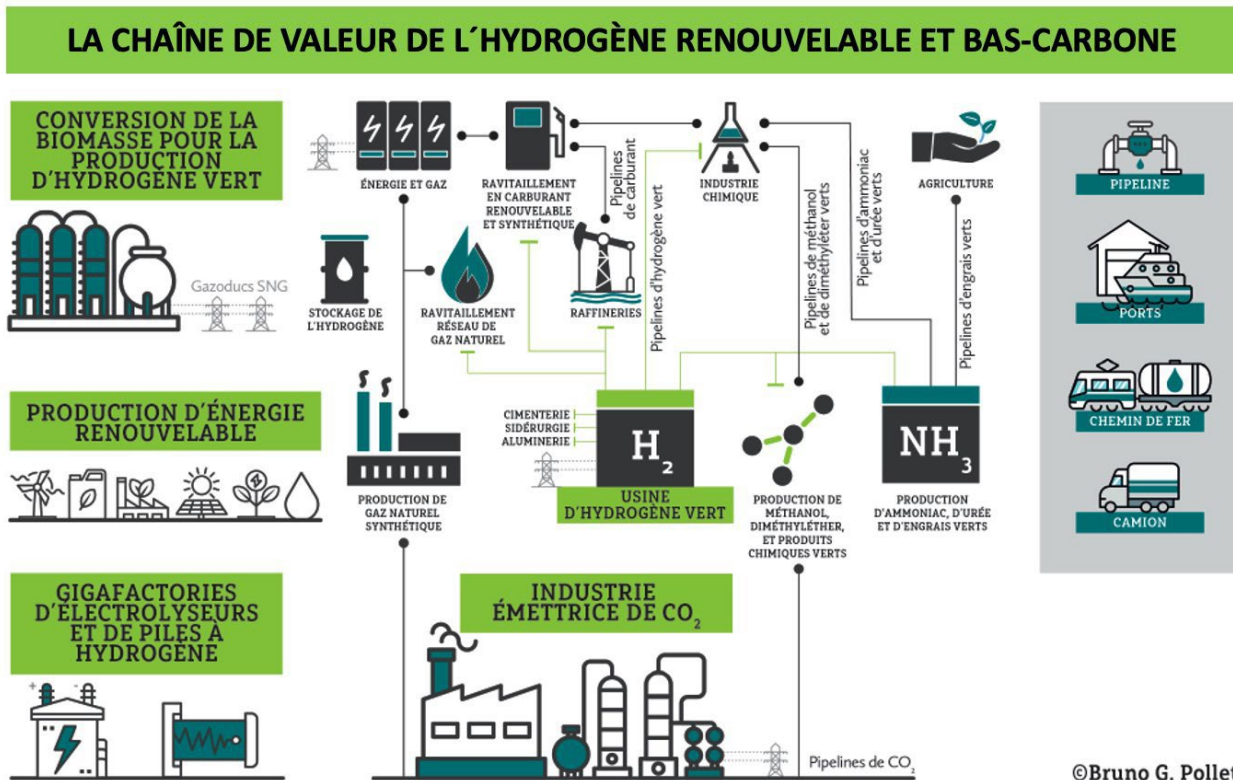 LA CHAÎNE DE VALEUR DE L´HYDROGÈNE RENOUVELABLE ET BAS-CARBONE
CONVERSION DE LA
BIOMASSE POUR LA
PRODUCTION
D'HYDROGÈNE VERT
Gazoducs SNG
PRODUCTION D'ÉNERGIE
RENOUVELABLE
GIGAFACTORIES
D'ÉLECTROLYSEURS
ET DE PILES À
HYDROGÈNE
+
-
ÉNERGIE ET GAZ
RAVITAILLEMENT
EN CARBURANT
RENOUVELABLE
ET SYNTHÉTIQUE
Pipelines
de carburant
INDUSTRIE
CHIMIQUE
AGRICULTURE
STOCKAGE DE
L'HYDROGÈNE
RAVITAILLEMENT
RÉSEAU DE
GAZ NATUREL
RAFFINERIES
Pipelines d'hydrogène vert
Pipelines de méthanol
et de diméthyléter verts
Pipelines d'ammoniac
et d'urée verts
Pipelines d'engrais verts
CIMENTERIE
SIDÉRURGIE
ALUMINERIE
H₂
USINE
D'HYDROGÈNE VERT
NH₃
PRODUCTION DE
GAZ NATUREL
SYNTHÉTIQUE
PRODUCTION DE
MÉTHANOL,
DIMÉTHYLÉTHER,
ET PRODUITS
CHIMIQUES VERTS
PRODUCTION
D'AMMONIAC, D'URÉE
ET D'ENGRAIS VERTS
INDUSTRIE
ÉMETTRICE DE CO₂
Pipelines de CO₂
PIPELINE
PORTS
CHEMIN DE FER
CAMION
©Bruno G. Pollet